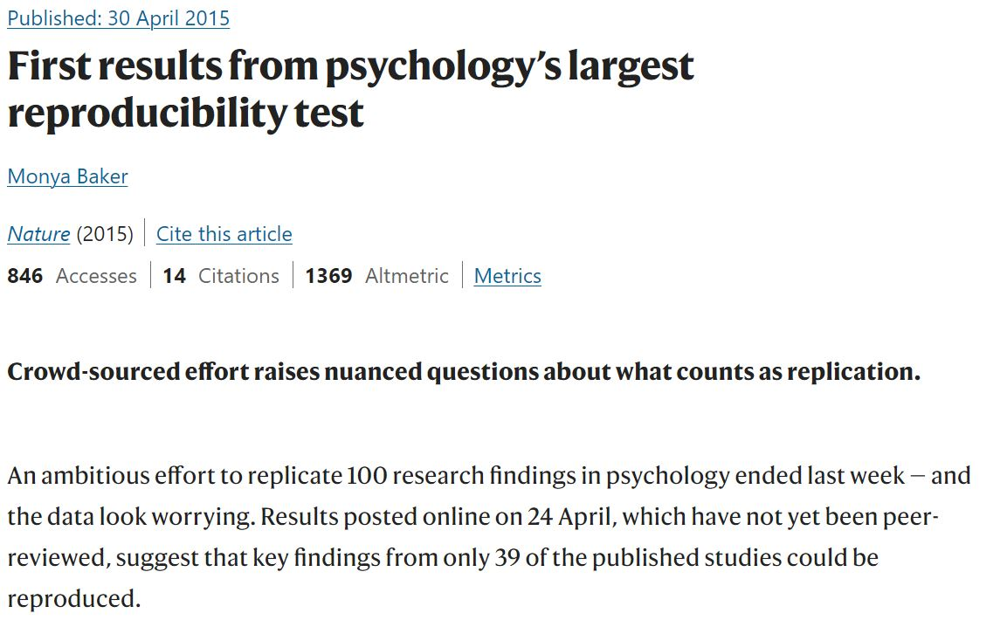 Published: 30 April 2015
First results from psychology’s largest
reproducibility test
Monya Baker
Nature (2015) Cite this article
846 Accesses 14 Citations 1369 Altmetric Metrics
Crowd-sourced effort raises nuanced questions about what counts as replication.
An ambitious effort to replicate 100 research findings in psychology ended last week — and
the data look worrying. Results posted online on 24 April, which have not yet been peer-
reviewed, suggest that key findings from only 39 of the published studies could be
reproduced.